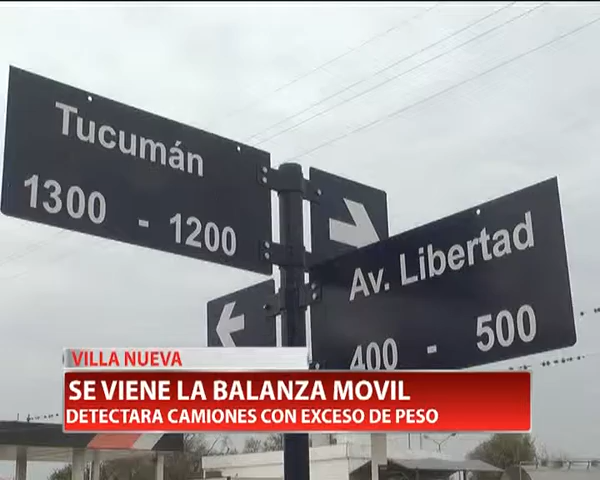 Tucumán
1300 - 1200
Av. Libertad
400 - 500
VILLA NUEVA
SE VIENE LA BALANZA MOVIL
DETECTARA CAMIONES CON EXCESO DE PESO